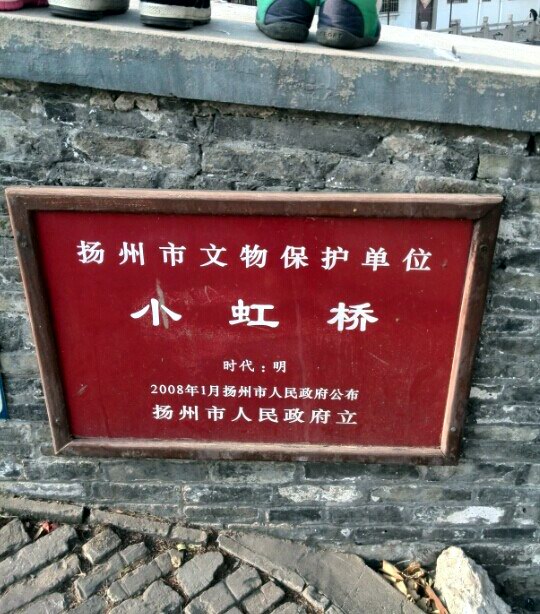 扬州市文物保护单位
小虹桥
时代：明
2008年1月扬州市人民政府公布
扬州市人民政府立